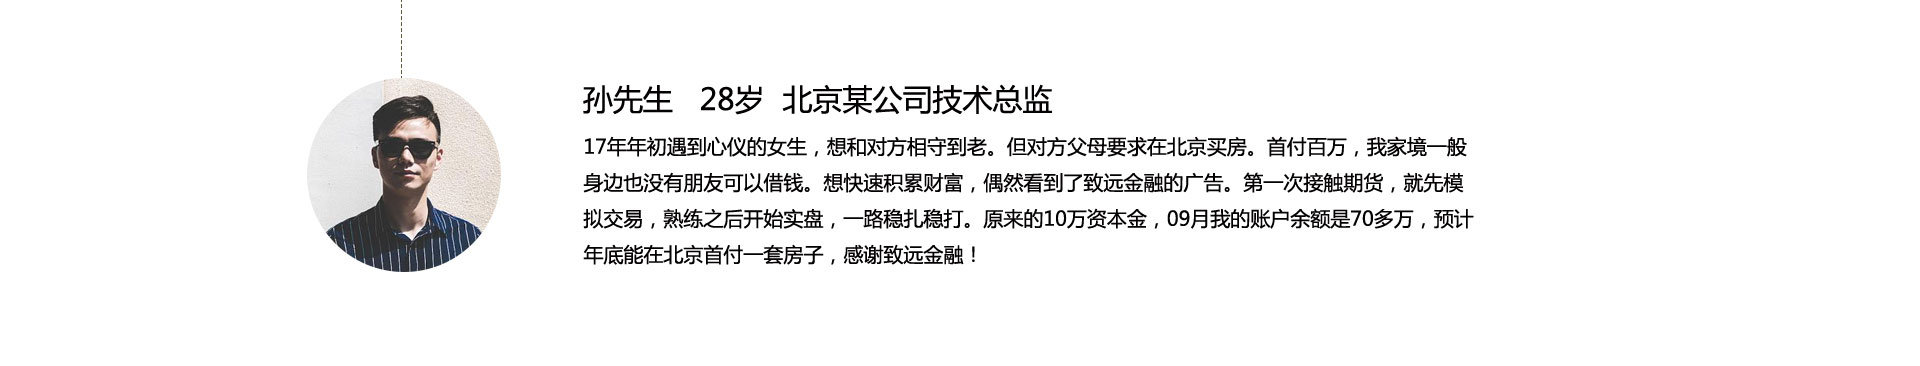 孙先生 28岁 北京某公司技术总监
17年年初遇到心仪的女生，想和对方相守到老。但对方父母要求在北京买房。首付百万，我家境一般
身边也没有朋友可以借钱。想快速积累财富，偶然看到了致远金融的广告。第一次接触期货，就先模
拟交易，熟练之后开始实盘，一路稳扎稳打。原来的10万资本金，09月我的账户余额是70多万，预计
年底能在北京首付一套房子，感谢致远金融！